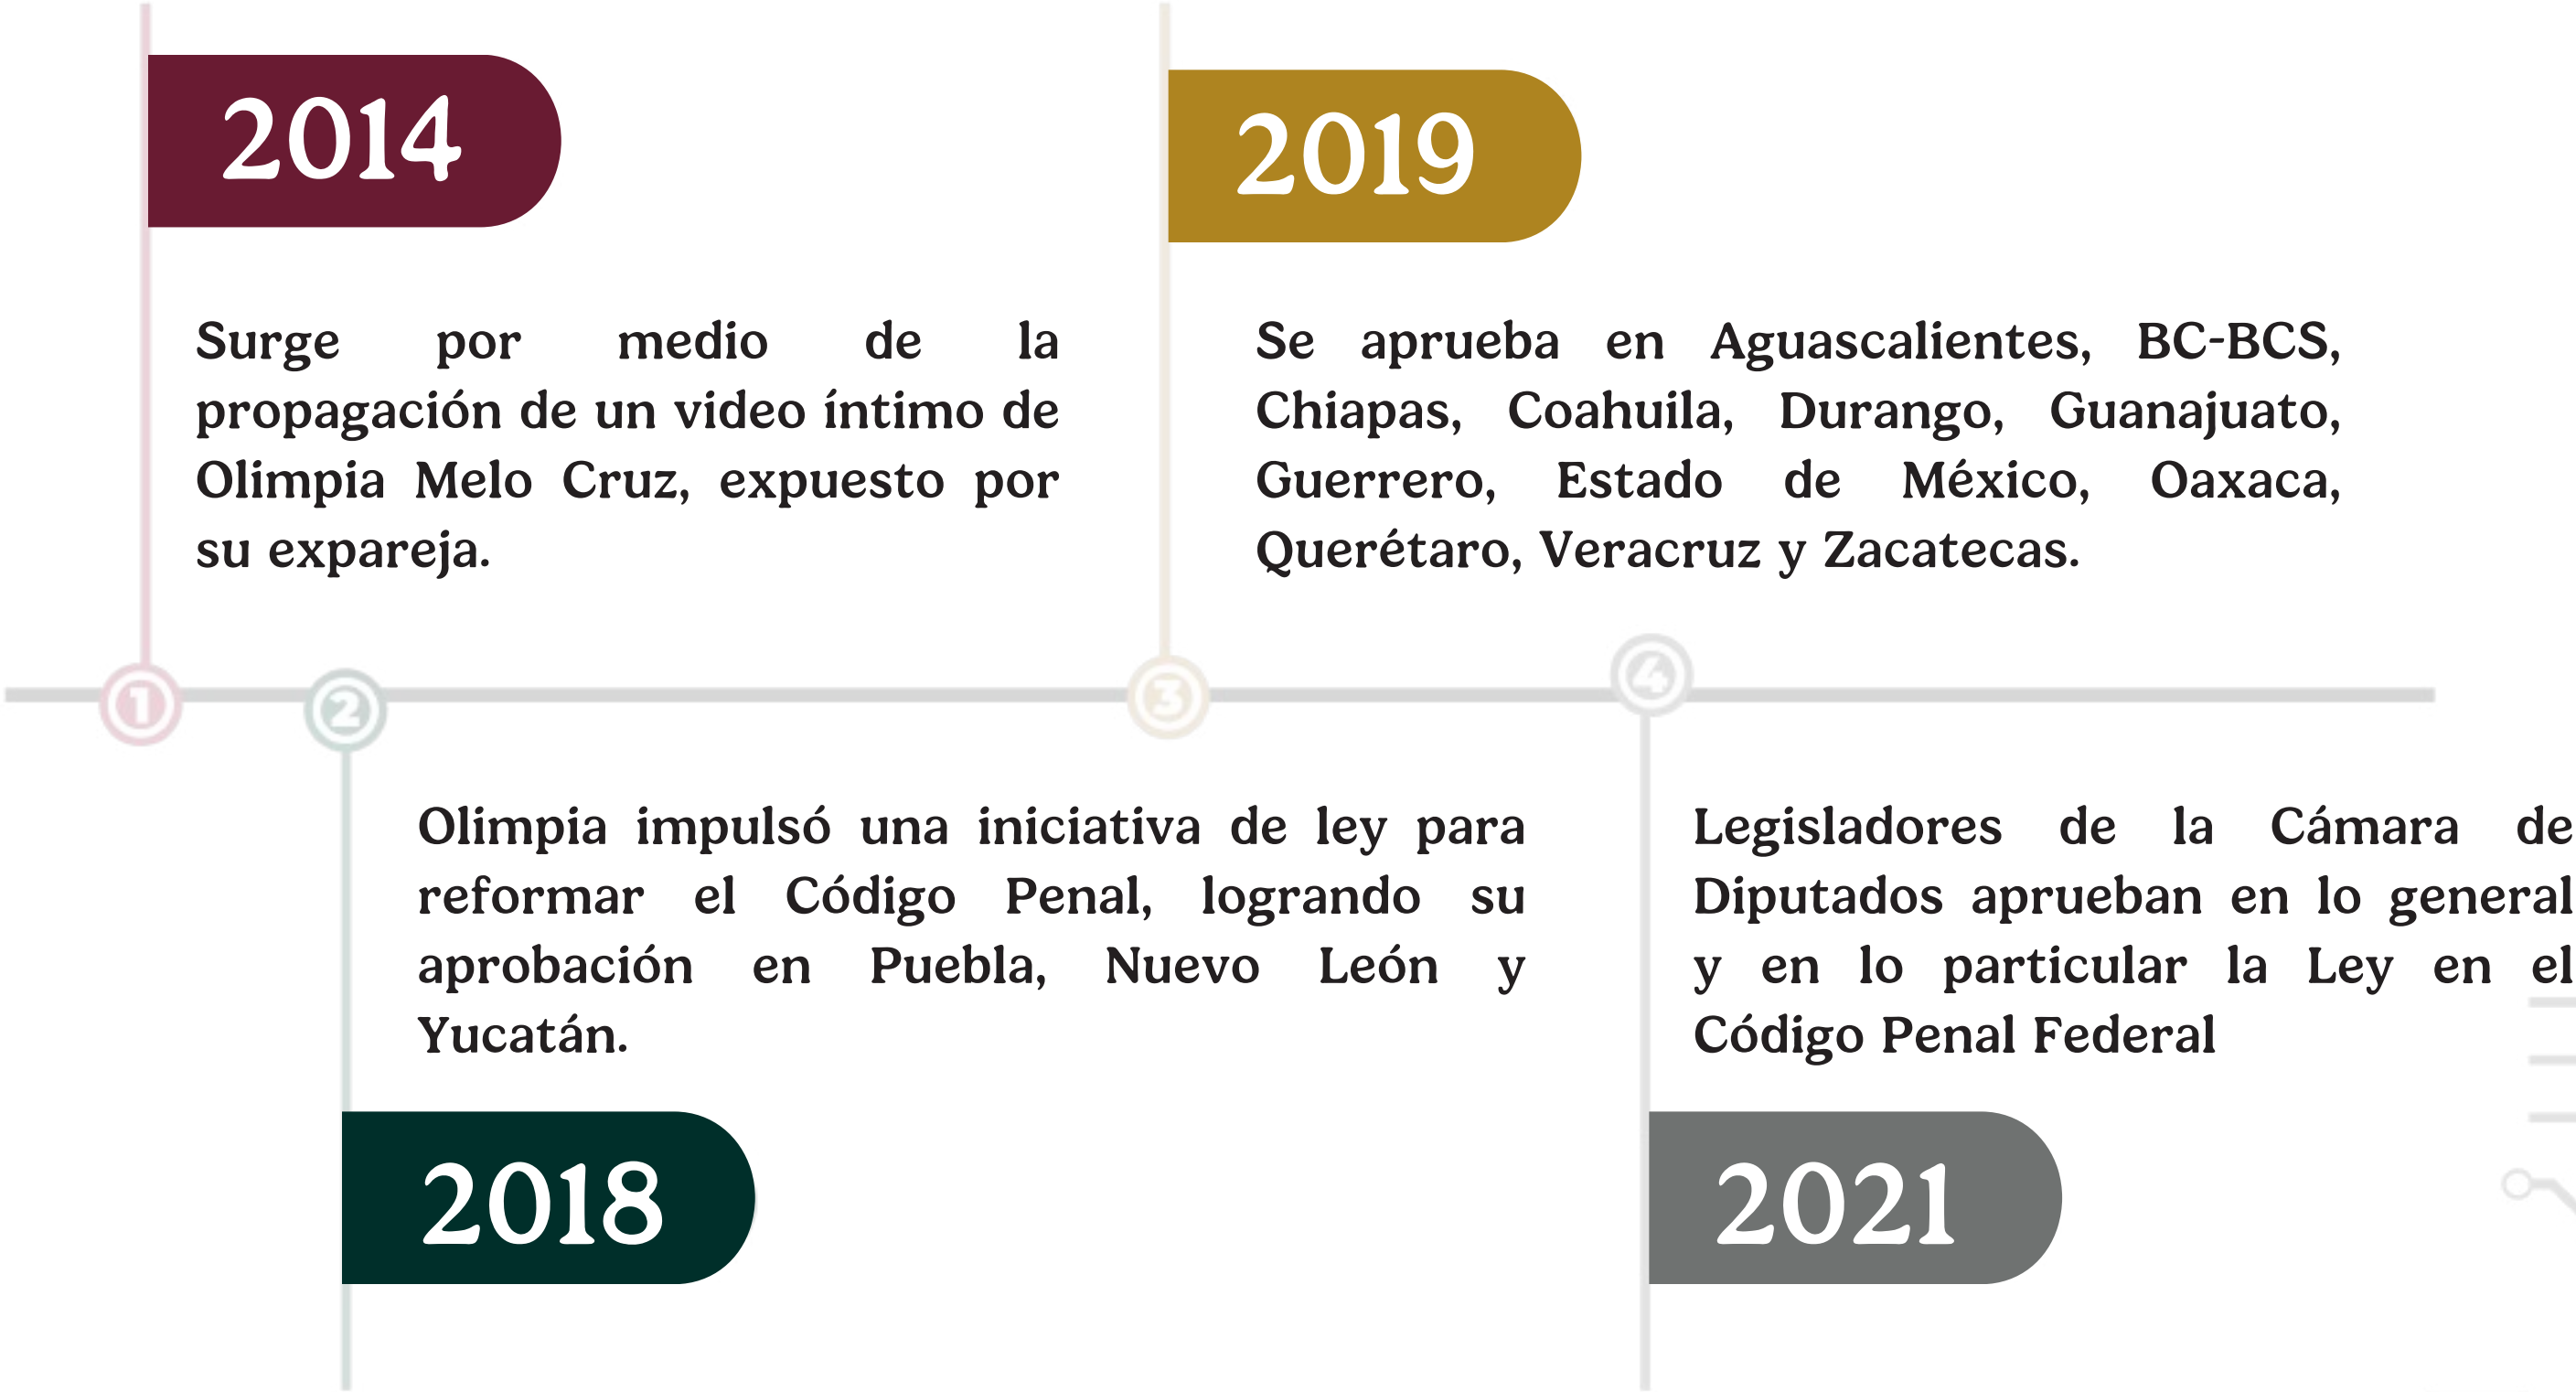 2014
Surge por medio de la
propagación de un video íntimo de
Olimpia Melo Cruz, expuesto por
su expareja.
2019
Se aprueba en Aguascalientes, BC-BCS,
Chiapas, Coahuila, Durango, Guanajuato,
Guerrero, Estado de México, Oaxaca,
Querétaro, Veracruz y Zacatecas.
1
2
3
4
Olimpia impulsó una iniciativa de ley para
reformar el Código Penal, logrando su
aprobación en Puebla, Nuevo León y
Yucatán.
2018
Legisladores de la Cámara de
Diputados aprueban en lo general
y en lo particular la Ley en el
Código Penal Federal
2021